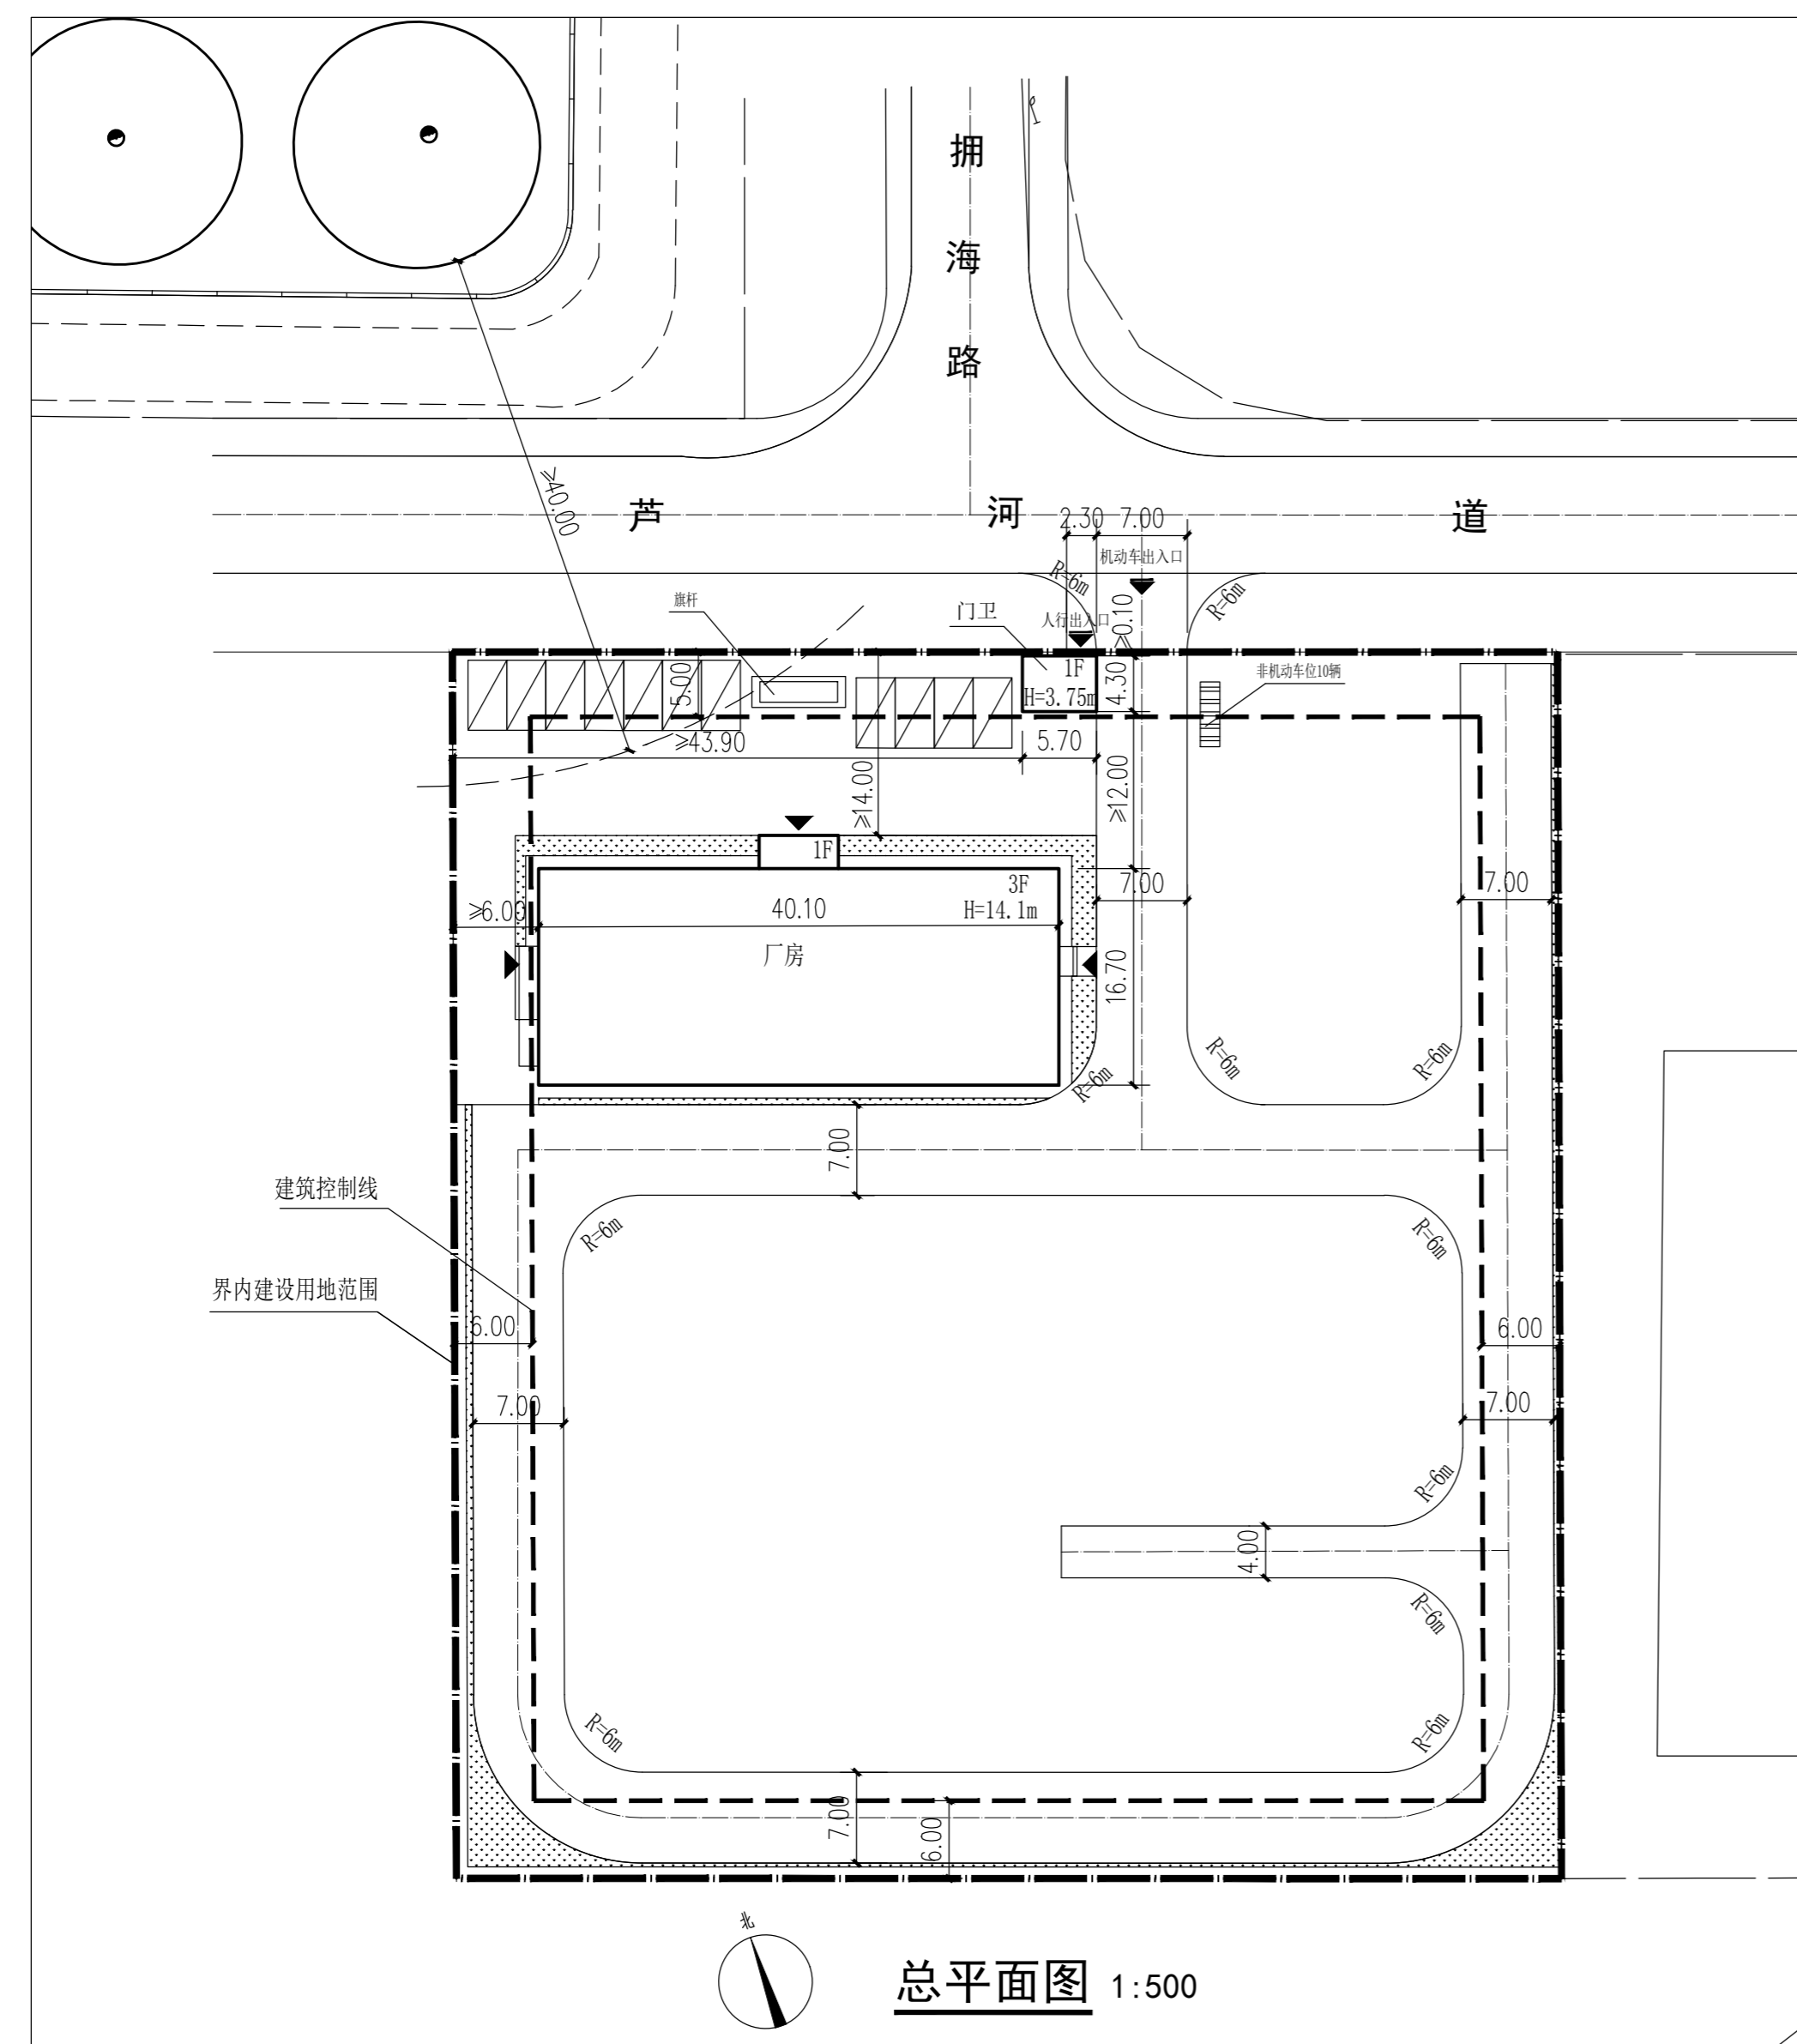 拥
海
路
≥40.00
芦
河
道
2.30
7.00
机动车出入口
R=6m
R=6m
旗杆
门卫
人行出入口
≥0.10
1F
H=3.75m
4.30
5.00
非机动车位10辆
≥43.90
5.70
≥14.00
≥12.00
1F
3F
H=14.1m
7.00
7.00
≥6.00
40.10
厂房
16.70
R=6m
R=6m
R=6m
7.00
建筑控制线
R=6m
R=6m
界内建设用地范围
6.00
6.00
7.00
7.00
R=6m
4.00
R=6m
R=6m
R=6m
7.00
6.00
北
总平面图 1:500